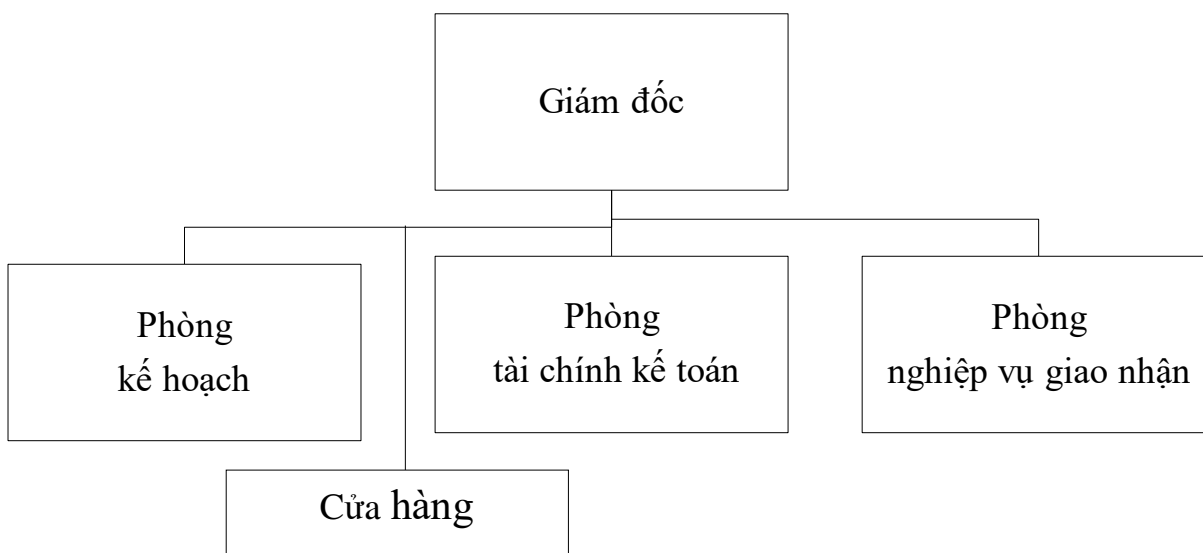 Giám đốc
Phòng
kế hoạch
Phòng
tài chính kế toán
Phòng
nghiệp vụ giao nhận
Cửa hàng